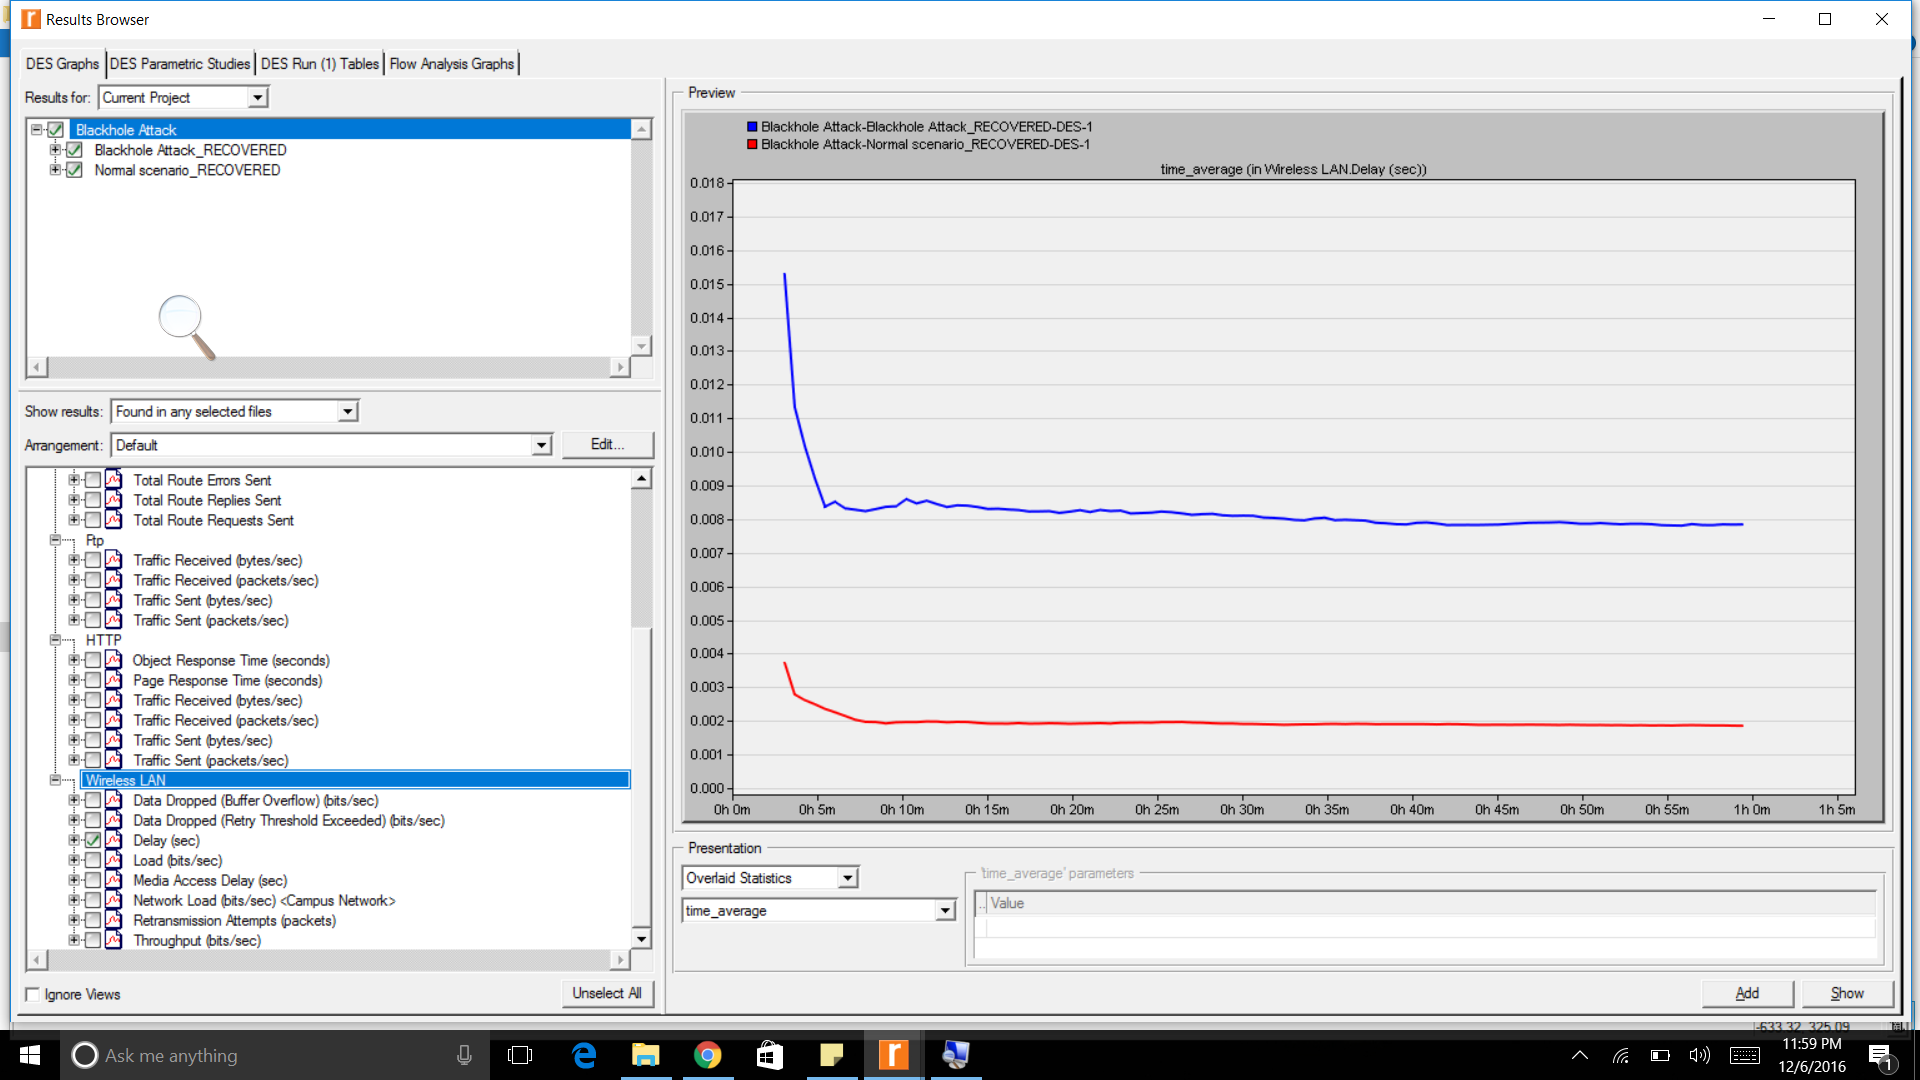 Results Browser
DES Graphs
DES Parametric Studies
DES Run (1) Tables
Flow Analysis Graphs
Results for:
Current Project
Blackhole Attack
Blackhole Attack_RECOVERED
Normal scenario_RECOVERED
Show results:
Found in any selected files
Arrangement:
Default
Edit...
Total Route Errors Sent
Total Route Replies Sent
Total Route Requests Sent
Ftp
Traffic Received (bytes/sec)
Traffic Received (packets/sec)
Traffic Sent (bytes/sec)
Traffic Sent (packets/sec)
HTTP
Object Response Time (seconds)
Page Response Time (seconds)
Traffic Received (bytes/sec)
Traffic Received (packets/sec)
Traffic Sent (bytes/sec)
Traffic Sent (packets/sec)
Wireless LAN
Data Dropped (Buffer Overflow) (bits/sec)
Data Dropped (Retry Threshold Exceeded) (bits/sec)
Delay (sec)
Load (bits/sec)
Media Access Delay (sec)
Network Load (bits/sec) <Campus Network>
Retransmission Attempts (packets)
Throughput (bits/sec)
Ignore Views
Unselect All
Preview
Blackhole Attack-Blackhole Attack_RECOVERED-DES-1
Blackhole Attack-Normal scenario_RECOVERED-DES-1
time_average (in Wireless LAN.Delay (sec))
0.018
0.017
0.016
0.015
0.014
0.013
0.012
0.011
0.010
0.009
0.008
0.007
0.006
0.005
0.004
0.003
0.002
0.001
0.000
0h 0m 0h 5m 0h 10m 0h 15m 0h 20m 0h 25m 0h 30m 0h 35m 0h 40m 0h 45m 0h 50m 0h 55m 1h 0m 1h 5m
Presentation
Overlaid Statistics
time_average
'time_average' parameters
.. Value
Add
Show
-633.32, 325.09
Ask me anything
11:59 PM
12/6/2016
1